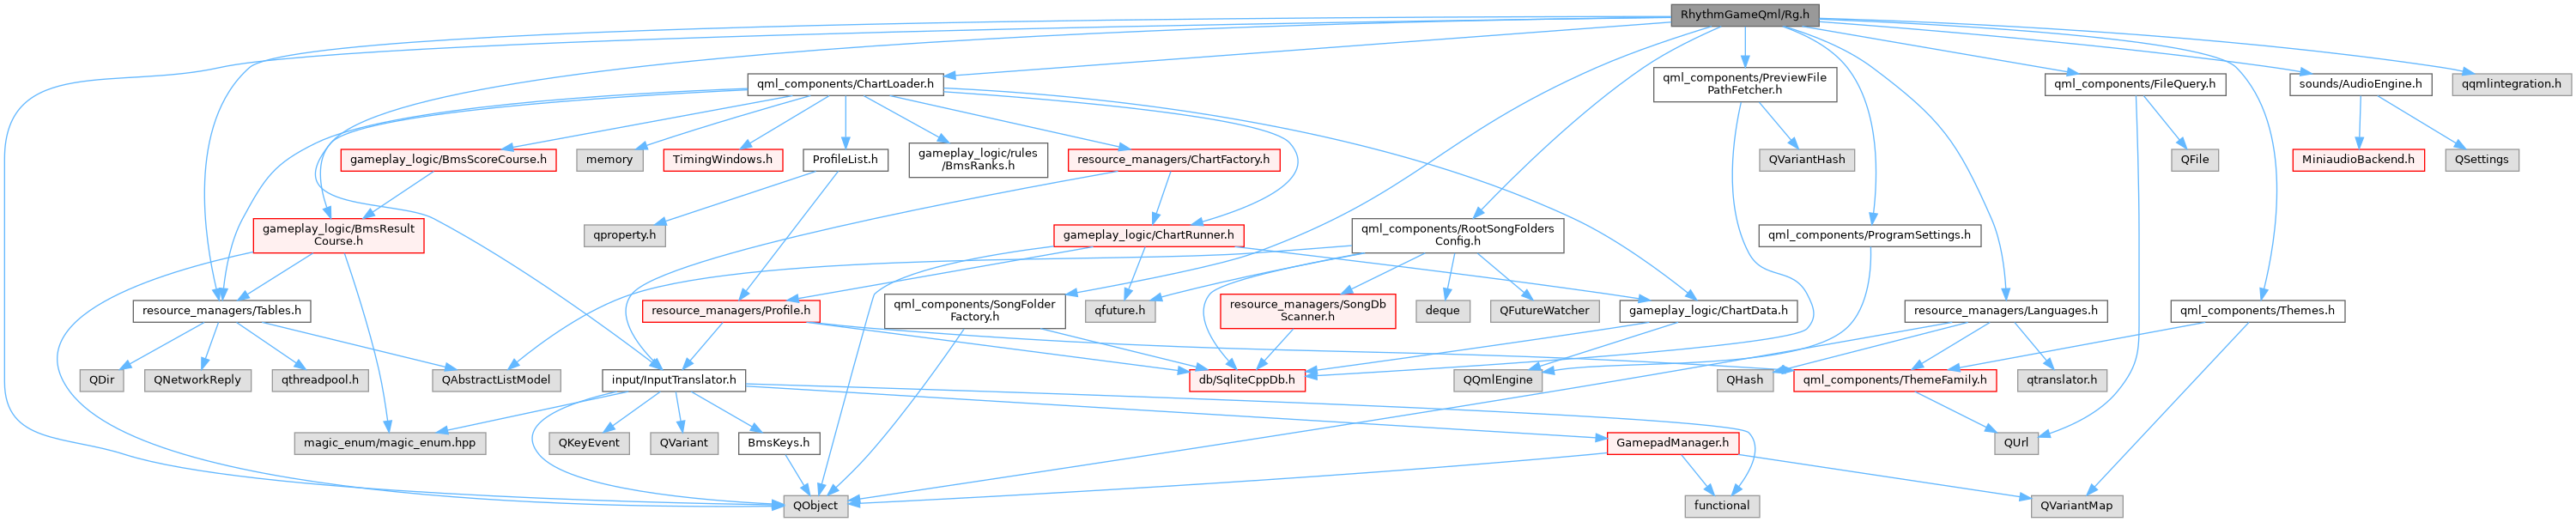 RhythmGameQml/Rg.h
qml_components/ChartLoader.h
qml_components/PreviewFile
PathFetcher.h
qml_components/FileQuery.h
sounds/AudioEngine.h
qqmlintegration.h
gameplay_logic/BmsScoreCourse.h
memory
TimingWindows.h
ProfileList.h
gameplay_logic/rules
/BmsRanks.h
resource_managers/ChartFactory.h
QVariantHash
QFile
MiniaudioBackend.h
QSettings
gameplay_logic/BmsResult
Course.h
qproperty.h
gameplay_logic/ChartRunner.h
qml_components/RootSongFolders
Config.h
qml_components/ProgramSettings.h
resource_managers/Tables.h
resource_managers/Profile.h
qml_components/SongFolder
Factory.h
qfuture.h
resource_managers/SongDb
Scanner.h
deque
QFutureWatcher
gameplay_logic/ChartData.h
resource_managers/Languages.h
qml_components/Themes.h
QDir
QNetworkReply
qthreadpool.h
QAbstractListModel
input/InputTranslator.h
db/SqliteCppDb.h
QQmlEngine
QHash
qml_components/ThemeFamily.h
qtranslator.h
magic_enum/magic_enum.hpp
QKeyEvent
QVariant
BmsKeys.h
GamepadManager.h
QUrl
QObject
functional
QVariantMap